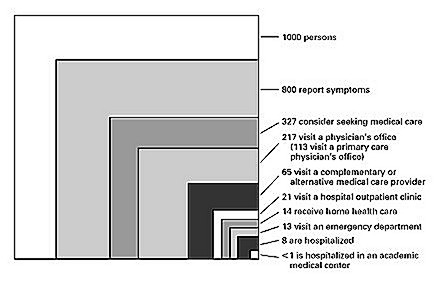 1000 persons
800 report symptoms
327 consider seeking medical care
217 visit a physician's office
(113 visit a primary care
physician's office)
65 visit a complementary or
alternative medical care provider
21 visit a hospital outpatient clinic
14 receive home health care
13 visit an emergency department
8 are hospitalized
<1 is hospitalized in an academic
medical center